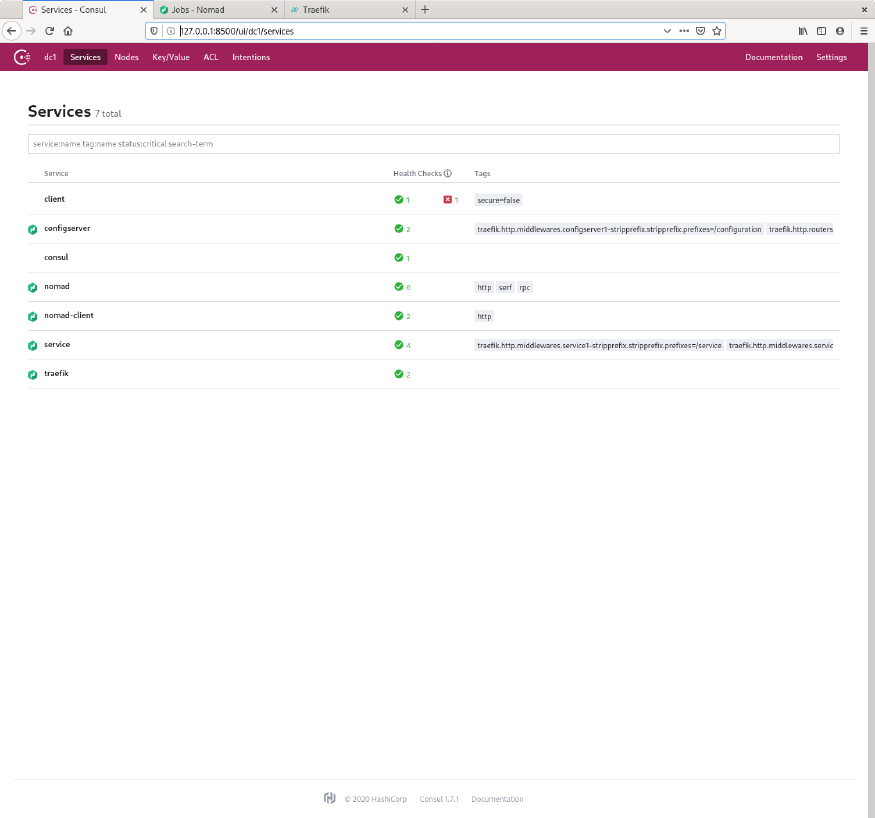 Services - Consul Jobs - Nomad Traefik
127.0.0.1:8500/ui/dc1/services
dc1 Services Nodes Key/Value ACL Intentions Documentation Settings
Services 7 total
service:name tag:name status:critical search-term
Service Health Checks Tags
client 1 1 secure=false
configserver 2 traefik.http.middlewares.configserver1-stripprefix.stripprefix.prefixes=/configuration traefik.http.routers
consul 1
nomad 6 http serf rpc
nomad-client 2 http
service 4 traefik.http.middlewares.service1-stripprefix.stripprefix.prefixes=/service traefik.http.middlewares.servic
traefik 2
© 2020 HashiCorp Consul 1.7.1 Documentation